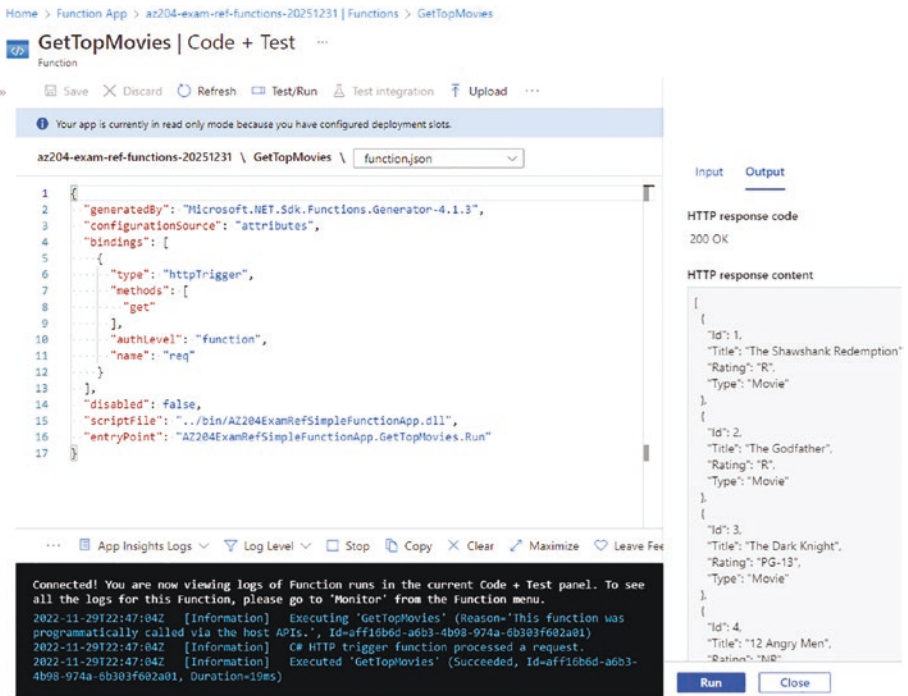 Home > Function App > az204-exam-ref-functions-20251231 | Functions > GetTopMovies
GetTopMovies | Code + Test ...
Function
Save Discard Refresh Test/Run Test integration Upload ...
Your app is currently in read only mode because you have configured deployment slots.
az204-exam-ref-functions-20251231 \ GetTopMovies \ function.json
1 {
2 "generatedBy": "Microsoft.NET.Sdk.Functions.Generator-4.1.3",
3 "configurationSource": "attributes",
4 "bindings": [
5 {
6 "type": "httpTrigger",
7 "methods": [
8 "get"
9 ],
10 "authLevel": "function",
11 "name": "req"
12 }
13 ],
14 "disabled": false,
15 "scriptFile": "../bin/AZ204ExamRefSimpleFunctionApp.dll",
16 "entryPoint": "AZ204ExamRefSimpleFunctionApp.GetTopMovies.Run"
17 }
... App Insights Logs Log Level Stop Copy Clear Maximize Leave Fee
Connected! You are now viewing logs of Function runs in the current Code + Test panel. To see
all the logs for this Function, please go to 'Monitor' from the Function menu.
2022-11-29T22:47:04Z [Information] Executing 'GetTopMovies' (Reason='This function was
programmatically called via the host APIs.', Id=aff16b6d-a6b3-4b98-974a-6b303f602a01)
2022-11-29T22:47:04Z [Information] C# HTTP trigger function processed a request.
2022-11-29T22:47:04Z [Information] Executed 'GetTopMovies' (Succeeded, Id=aff16b6d-a6b3-
4b98-974a-6b303f602a01, Duration=19ms)
Input Output
HTTP response code
200 OK
HTTP response content
[
{
"Id": 1,
"Title": "The Shawshank Redemption"
"Rating": "R",
"Type": "Movie"
},
{
"Id": 2,
"Title": "The Godfather",
"Rating": "R",
"Type": "Movie"
},
{
"Id": 3,
"Title": "The Dark Knight",
"Rating": "PG-13",
"Type": "Movie"
},
{
"Id": 4,
"Title": "12 Angry Men",
"Rating": "NR"
Run Close